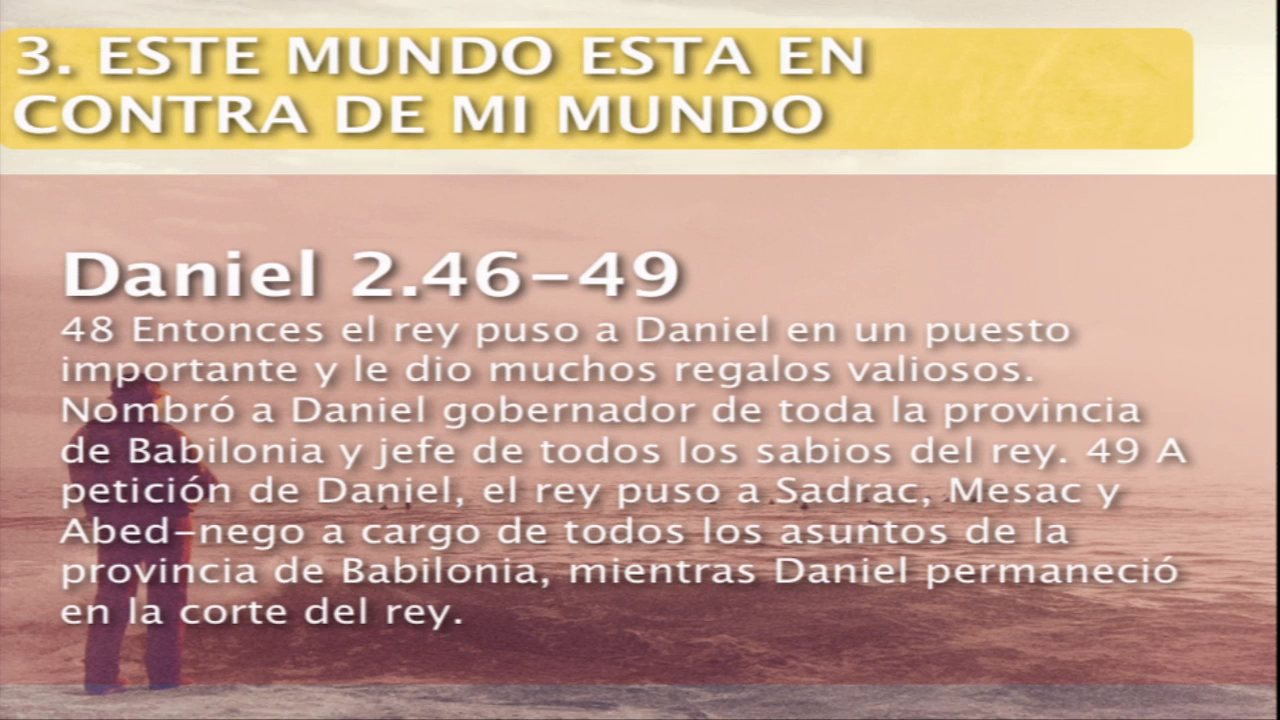 3. ESTE MUNDO ESTA EN
CONTRA DE MI MUNDO
Daniel 2.46-49
48 Entonces el rey puso a Daniel en un puesto
importante y le dio muchos regalos valiosos.
Nombró a Daniel gobernador de toda la provincia
de Babilonia y jefe de todos los sabios del rey. 49 A
petición de Daniel, el rey puso a Sadrac, Mesac y
Abed-nego a cargo de todos los asuntos de la
provincia de Babilonia, mientras Daniel permaneció
en la corte del rey.